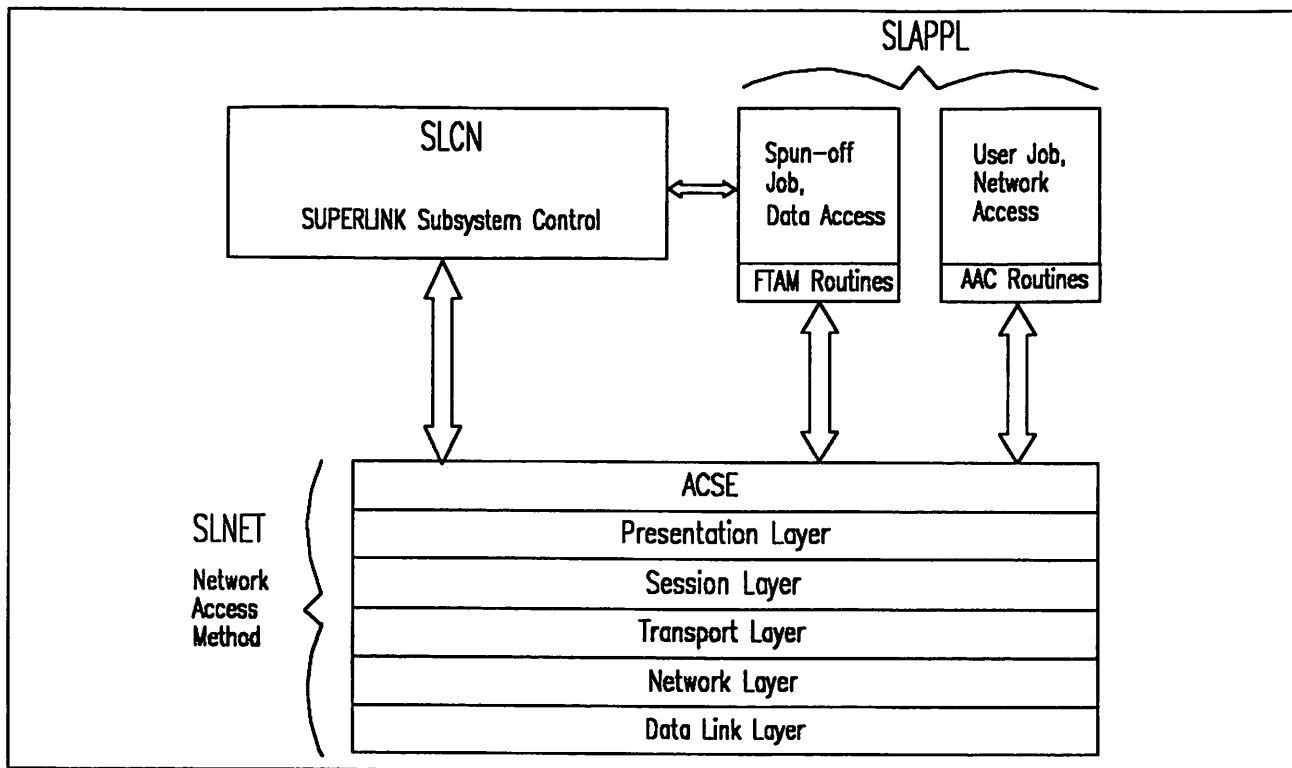 SLAPPL
SLCN
SUPERLINK Subsystem Control
Spun-off
Job,
Data Access
FTAM Routines
User Job,
Network
Access
AAC Routines
SLNET
Network
Access
Method
ACSE
Presentation Layer
Session Layer
Transport Layer
Network Layer
Data Link Layer